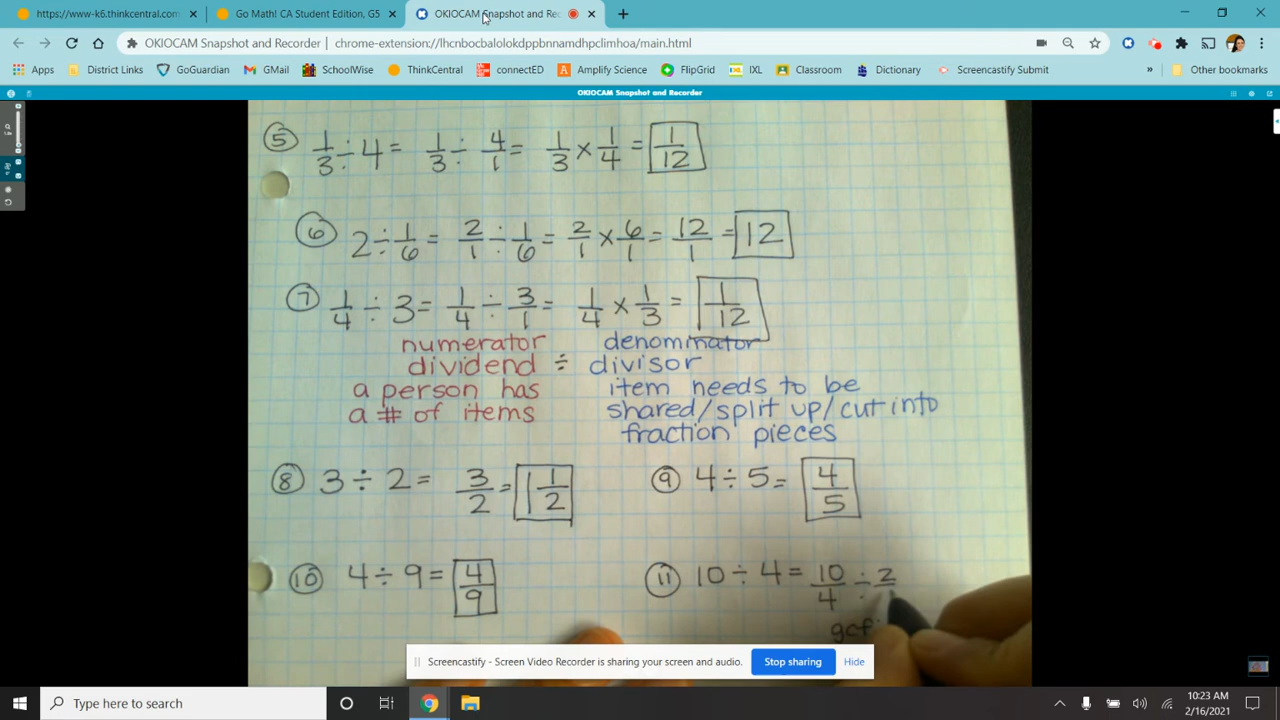 https://www-k6.thinkcentral.com
Go Math! CA Student Edition, G5
OKIOCAM Snapshot and Rec
OKIOCAM Snapshot and Recorder | chrome-extension://lhcnbocbalolokdppbnnamdhpclimhoa/main.html
Apps District Links GoGuardian GMail SchoolWise ThinkCentral connectED Amplify Science FlipGrid IXL Classroom Dictionary Screencastify Submit » Other bookmarks
OKIOCAM Snapshot and Recorder
5 1/3 ÷ 4 = 1/3 ÷ 4/1 = 1/3 × 1/4 = 1/12
6 2 ÷ 1/6 = 2/1 ÷ 1/6 = 2/1 × 6/1 = 12/1 = 12
7 1/4 ÷ 3 = 1/4 ÷ 3/1 = 1/4 × 1/3 = 1/12
numerator denominator
dividend ÷ divisor
a person has item needs to be
a # of items shared/split up/cut into
fraction pieces
8 3 ÷ 2 = 3/2 = 1 1/2 9 4 ÷ 5 = 4/5
10 4 ÷ 9 = 4/9 11 10 ÷ 4 = 10/4 ÷ 2
gcf
Screencastify - Screen Video Recorder is sharing your screen and audio. Stop sharing Hide
Type here to search
10:23 AM
2/16/2021